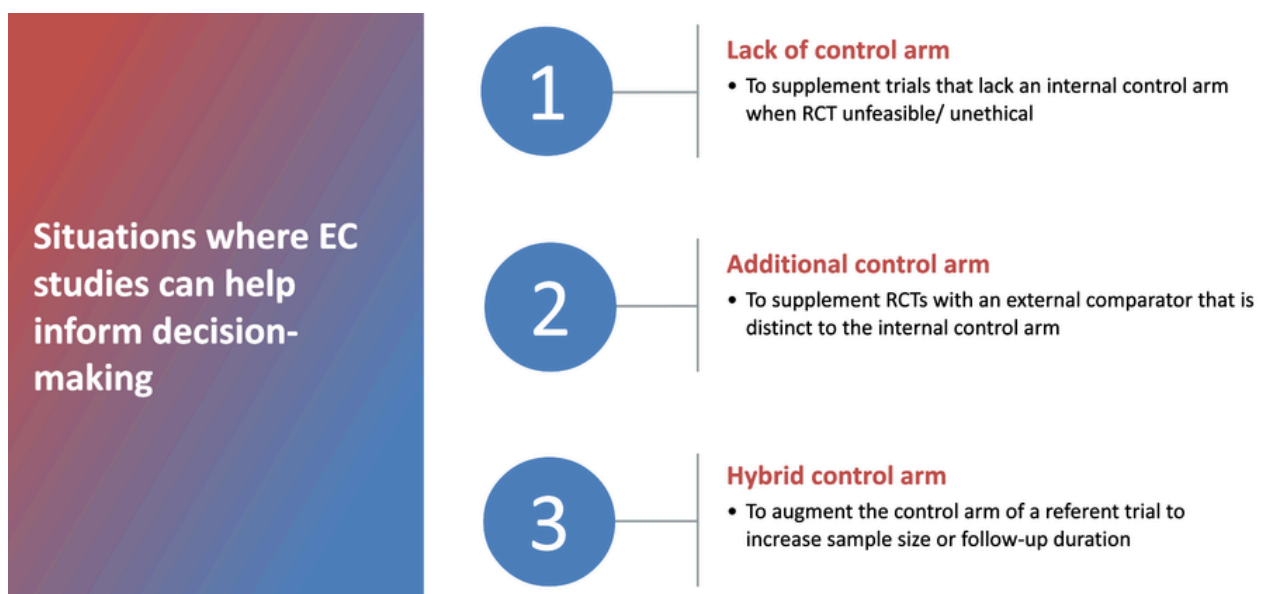 Situations where EC
studies can help
inform decision-
making
1
Lack of control arm
• To supplement trials that lack an internal control arm
when RCT unfeasible/ unethical
2
Additional control arm
• To supplement RCTs with an external comparator that is
distinct to the internal control arm
3
Hybrid control arm
• To augment the control arm of a referent trial to
increase sample size or follow-up duration